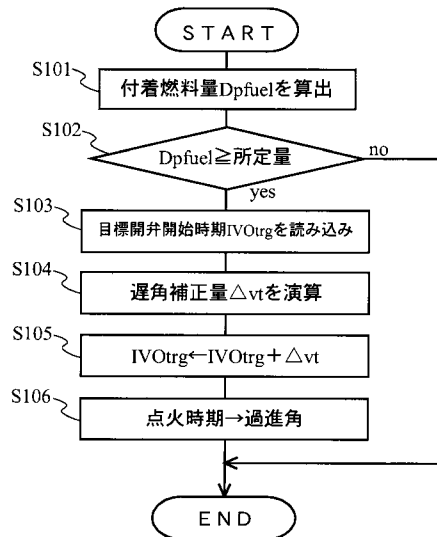 START
S101
付着燃料量Dpfuelを算出
S102
Dpfuel≧所定量
no
yes
S103
目標開弁開始時期IVOtrgを読み込み
S104
遅角補正量△vtを演算
S105
IVOtrg←IVOtrg＋△vt
S106
点火時期→過進角
END